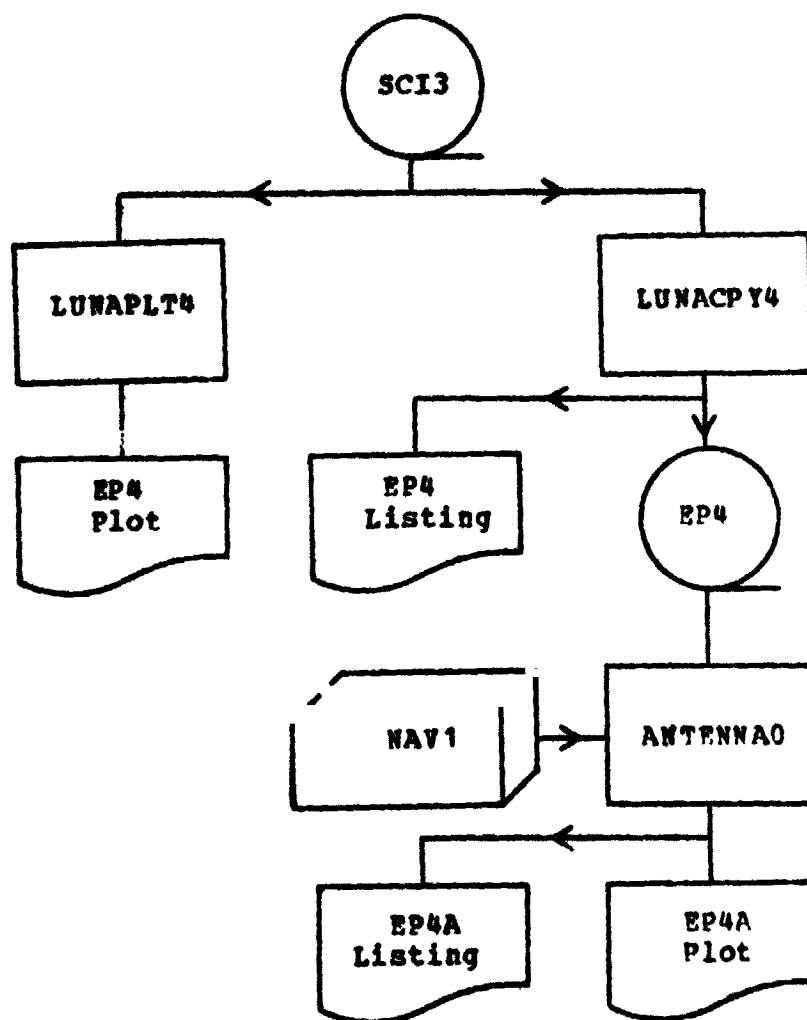 SCI3
LUNAPLT4
LUNACPY4
EP4
Plot
EP4
Listing
EP4
NAV1
ANTENNA0
EP4A
Listing
EP4A
Plot